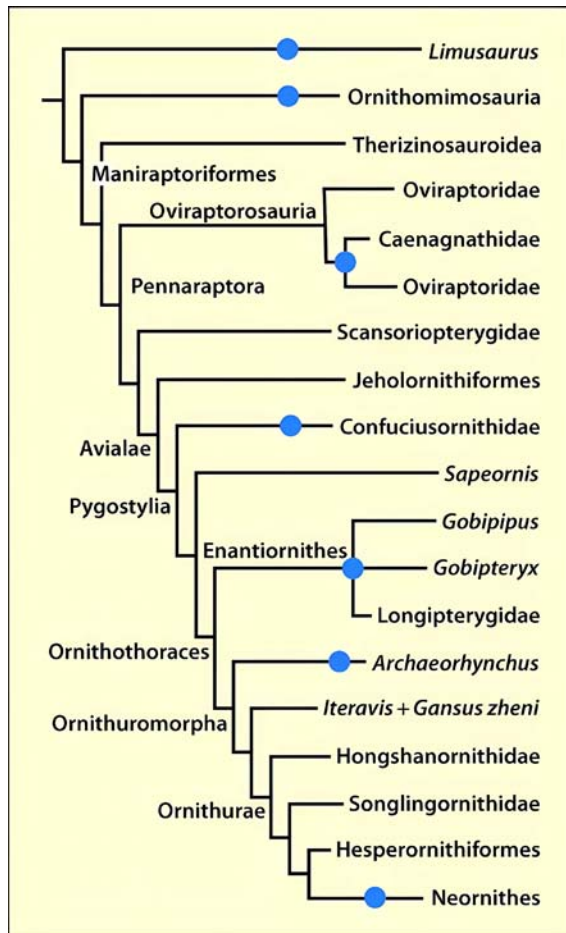 Limusaurus
Ornithomimosauria
Therizinosauroidea
Maniraptoriformes
Oviraptoridae
Oviraptorosauria
Caenagnathidae
Pennaraptora
Oviraptoridae
Scansoriopterygidae
Jeholornithiformes
Confuciusornithidae
Avialae
Sapeornis
Pygostylia
Gobipipus
Enantiornithes
Gobipteryx
Longipterygidae
Ornithothoraces
Archaeorhynchus
Iteravis + Gansus zheni
Ornithuromorpha
Hongshanornithidae
Songlingornithidae
Ornithurae
Hesperornithiformes
Neornithes